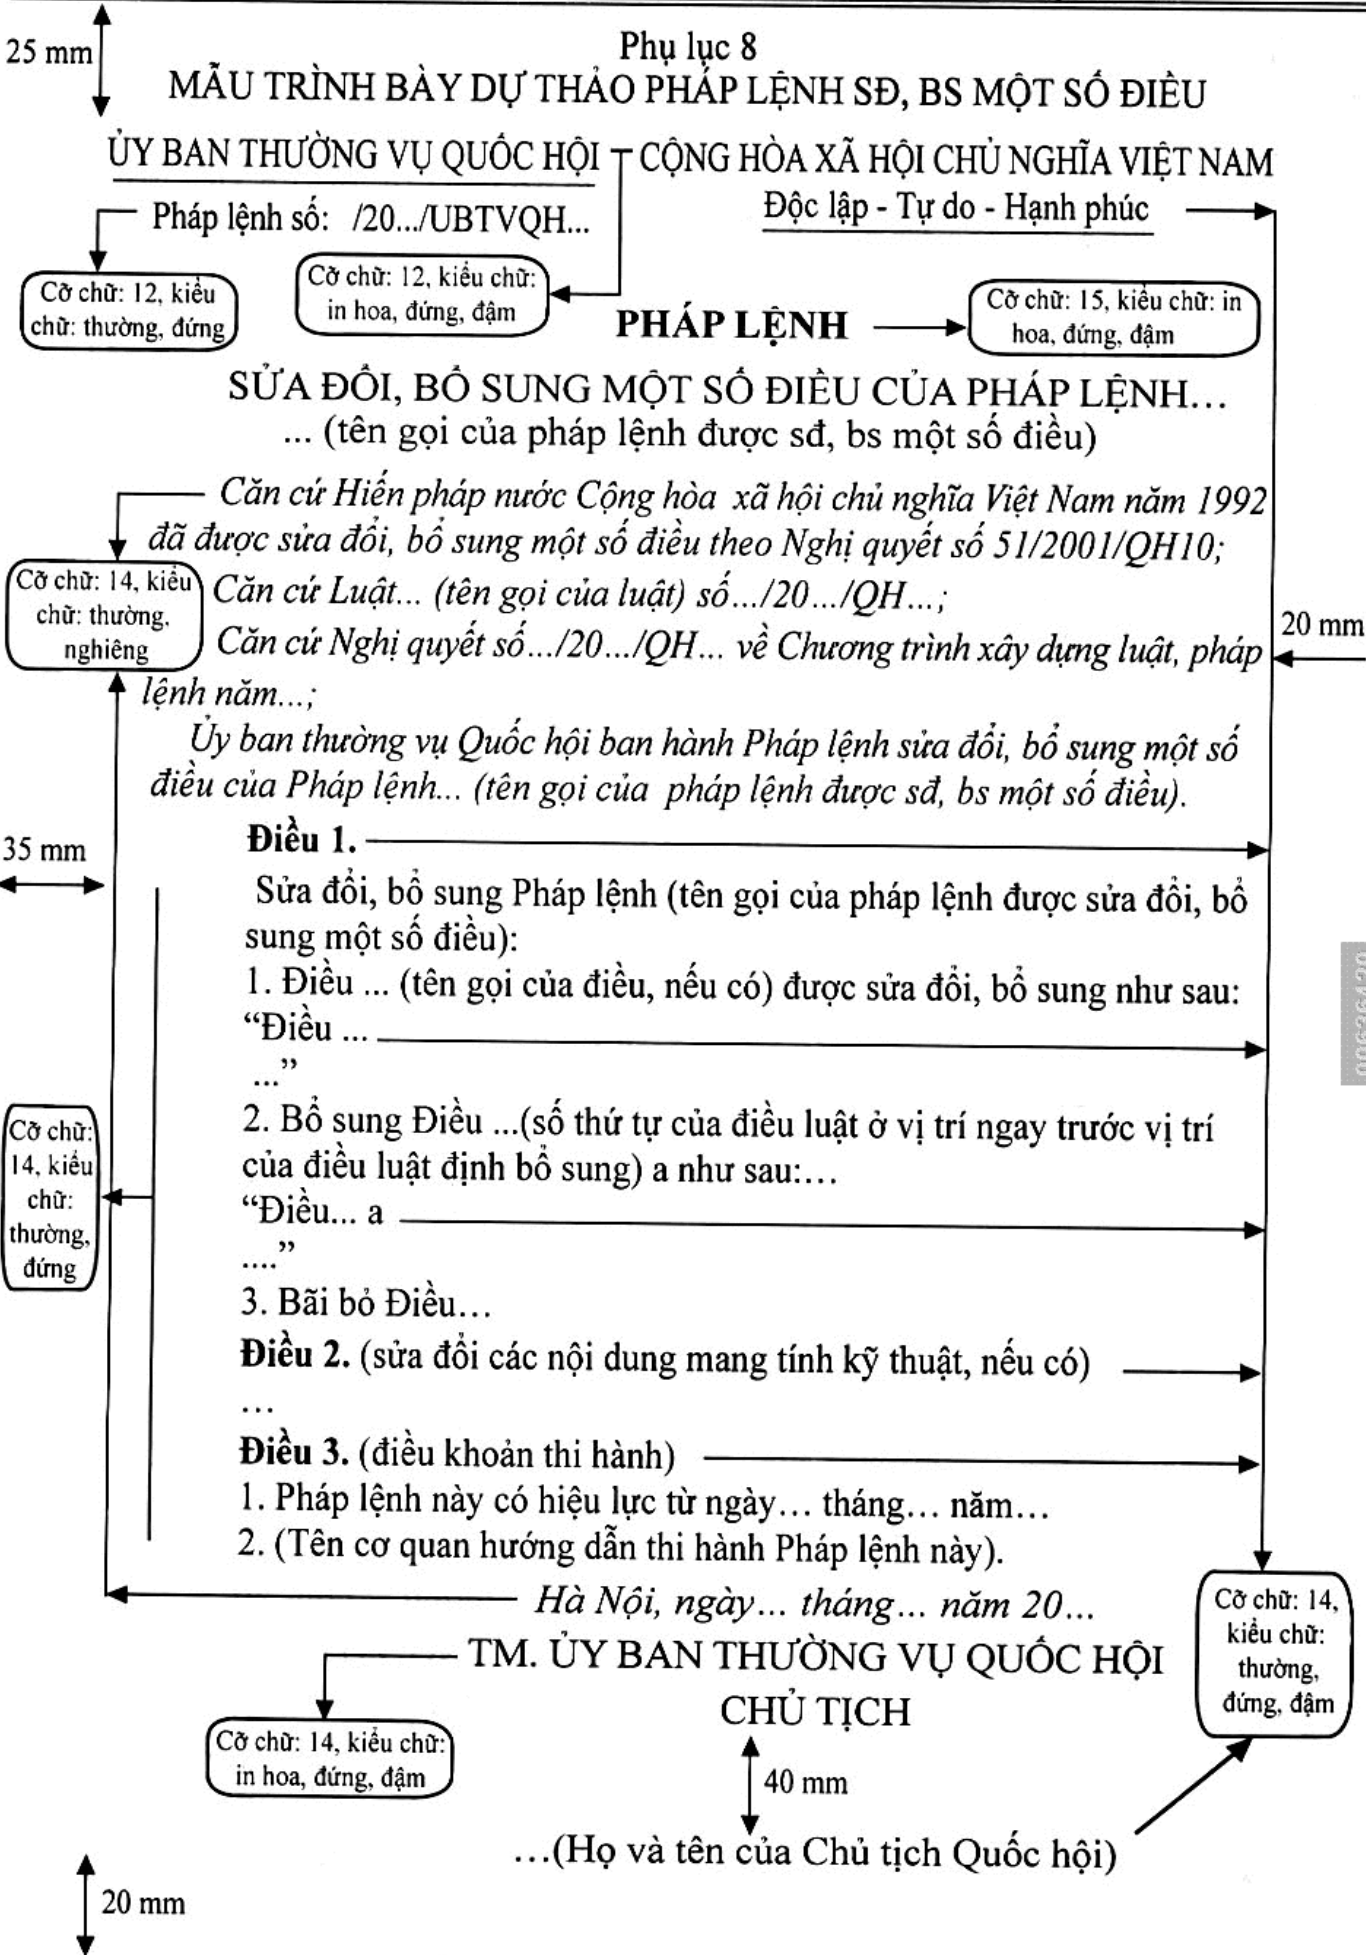 25 mm
Phụ lục 8
MẪU TRÌNH BÀY DỰ THẢO PHÁP LỆNH SĐ, BS MỘT SỐ ĐIỀU
ỦY BAN THƯỜNG VỤ QUỐC HỘI
CỘNG HÒA XÃ HỘI CHỦ NGHĨA VIỆT NAM
Pháp lệnh số: /20.../UBTVQH...
Độc lập - Tự do - Hạnh phúc
Cỡ chữ: 12, kiểu
chữ: thường, đứng
Cỡ chữ: 12, kiểu chữ:
in hoa, đứng, đậm
PHÁP LỆNH
Cỡ chữ: 15, kiểu chữ: in
hoa, đứng, đậm
SỬA ĐỔI, BỔ SUNG MỘT SỐ ĐIỀU CỦA PHÁP LỆNH...
... (tên gọi của pháp lệnh được sđ, bs một số điều)
Căn cứ Hiến pháp nước Cộng hòa xã hội chủ nghĩa Việt Nam năm 1992
đã được sửa đổi, bổ sung một số điều theo Nghị quyết số 51/2001/QH10;
Cỡ chữ: 14, kiểu
chữ: thường,
nghiêng
Căn cứ Luật... (tên gọi của luật) số.../20.../QH...;
Căn cứ Nghị quyết số.../20.../QH... về Chương trình xây dựng luật, pháp
lệnh năm...;
20 mm
Ủy ban thường vụ Quốc hội ban hành Pháp lệnh sửa đổi, bổ sung một số
điều của Pháp lệnh... (tên gọi của pháp lệnh được sđ, bs một số điều).
35 mm
Điều 1.
Sửa đổi, bổ sung Pháp lệnh (tên gọi của pháp lệnh được sửa đổi, bổ
sung một số điều):
1. Điều ... (tên gọi của điều, nếu có) được sửa đổi, bổ sung như sau:
“Điều ...
...”
2. Bổ sung Điều ...(số thứ tự của điều luật ở vị trí ngay trước vị trí
của điều luật định bổ sung) a như sau:...
“Điều... a
....”
3. Bãi bỏ Điều...
Cỡ chữ:
14, kiểu
chữ:
thường,
đứng
Điều 2. (sửa đổi các nội dung mang tính kỹ thuật, nếu có)
...
Điều 3. (điều khoản thi hành)
1. Pháp lệnh này có hiệu lực từ ngày... tháng... năm...
2. (Tên cơ quan hướng dẫn thi hành Pháp lệnh này).
Hà Nội, ngày... tháng... năm 20...
TM. ỦY BAN THƯỜNG VỤ QUỐC HỘI
CHỦ TỊCH
Cỡ chữ: 14,
kiểu chữ:
thường,
đứng, đậm
Cỡ chữ: 14, kiểu chữ:
in hoa, đứng, đậm
40 mm
...(Họ và tên của Chủ tịch Quốc hội)
20 mm